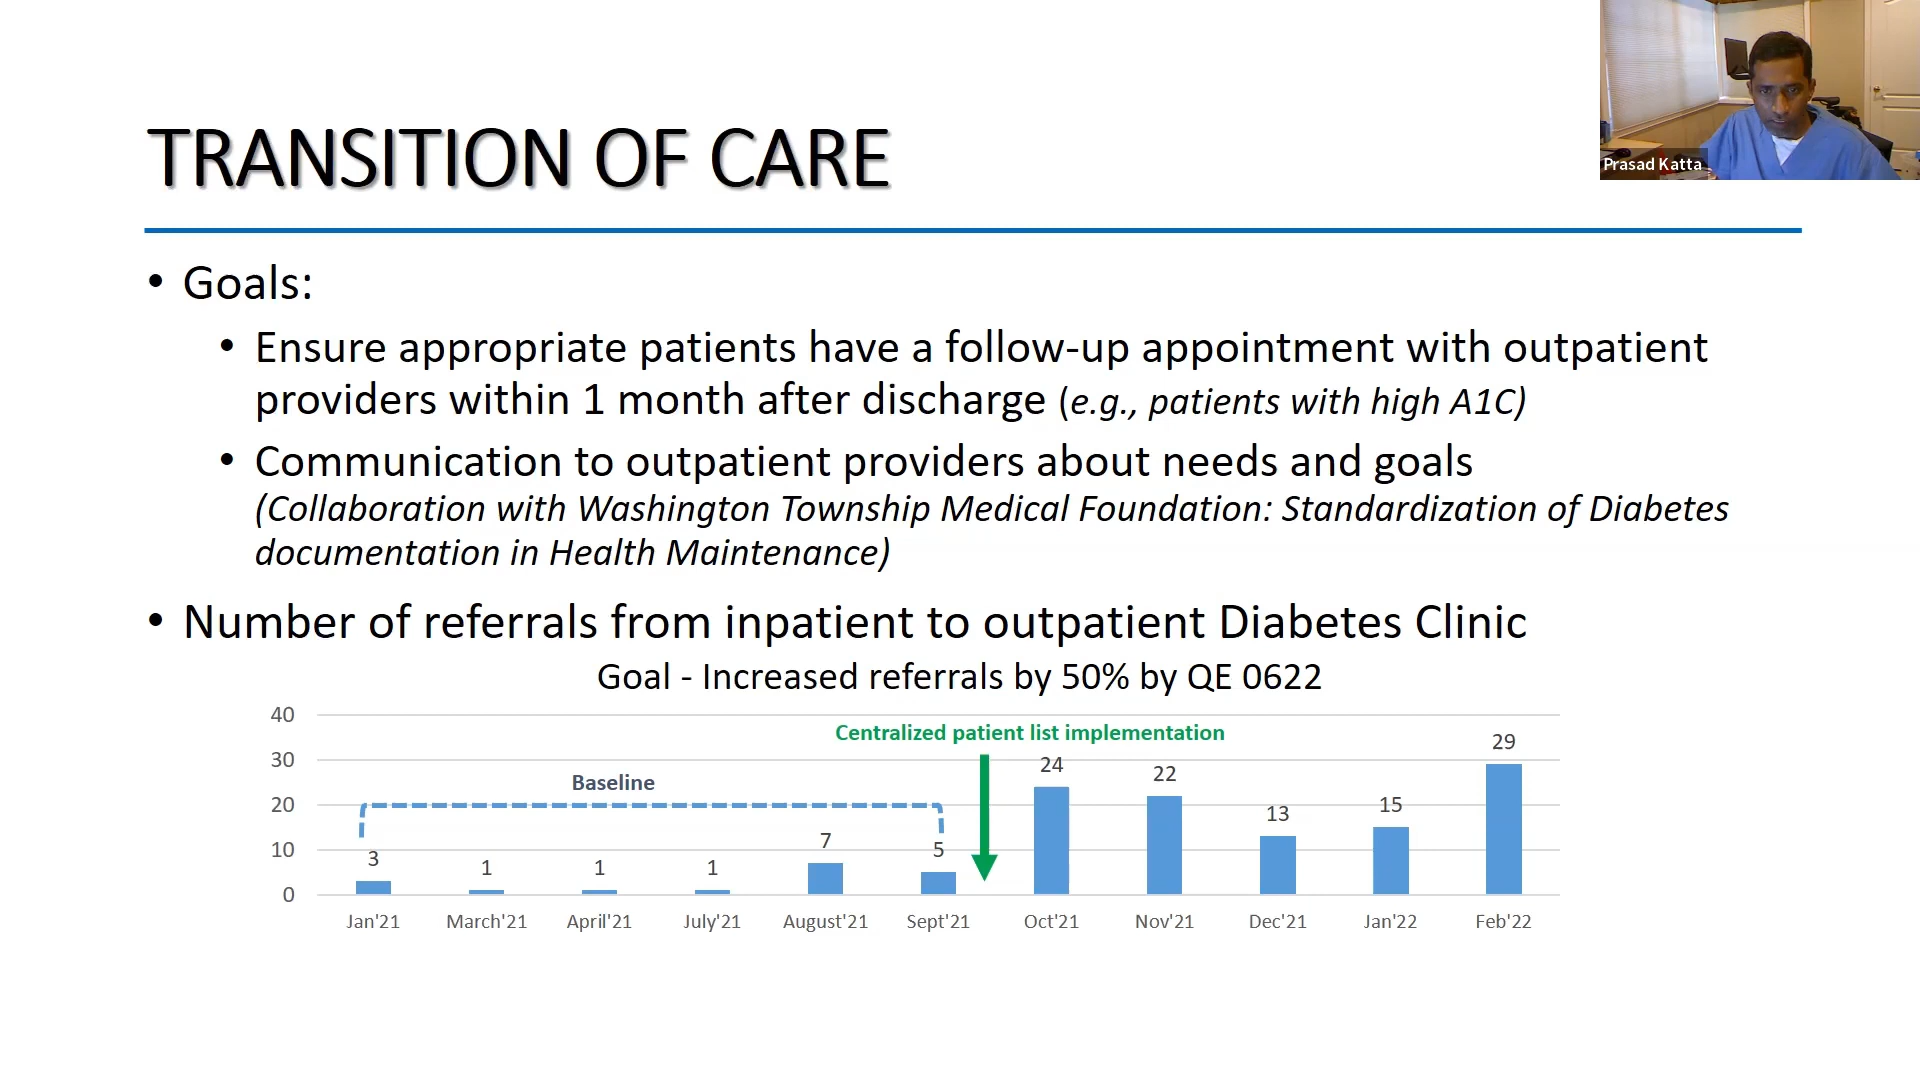 Prasad Katta
TRANSITION OF CARE
• Goals:
• Ensure appropriate patients have a follow-up appointment with outpatient
providers within 1 month after discharge (e.g., patients with high A1C)
• Communication to outpatient providers about needs and goals
(Collaboration with Washington Township Medical Foundation: Standardization of Diabetes
documentation in Health Maintenance)
• Number of referrals from inpatient to outpatient Diabetes Clinic
Goal - Increased referrals by 50% by QE 0622
40
30
20
10
0
Centralized patient list implementation
Baseline
3 1 1 1 7 5 24 22 13 15 29
Jan'21 March'21 April'21 July'21 August'21 Sept'21 Oct'21 Nov'21 Dec'21 Jan'22 Feb'22